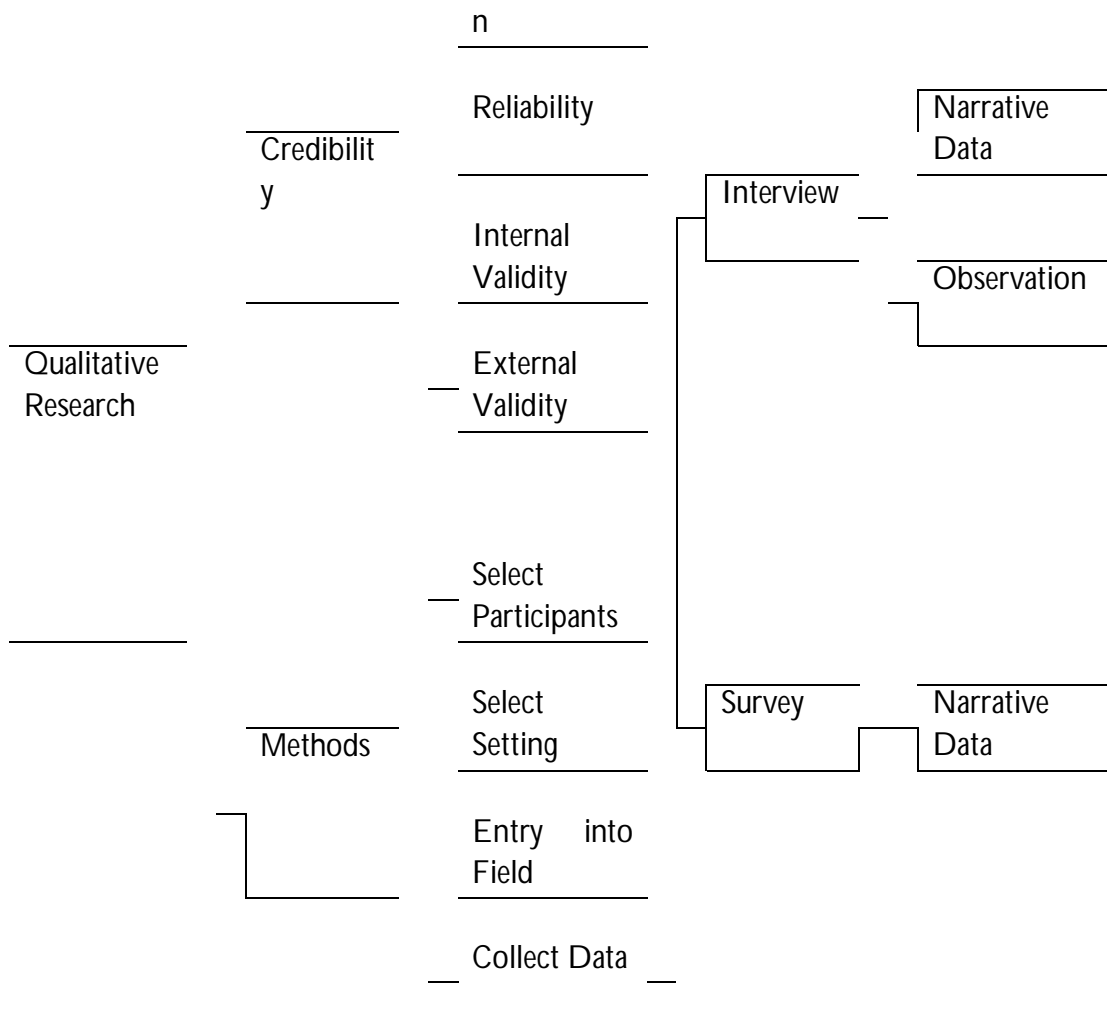 n
Reliability
Credibilit
y
Internal
Validity
External
Validity
Qualitative
Research
Select
Participants
Select
Setting
Methods
Entry into
Field
Collect Data
Interview
Narrative
Data
Observation
Survey
Narrative
Data